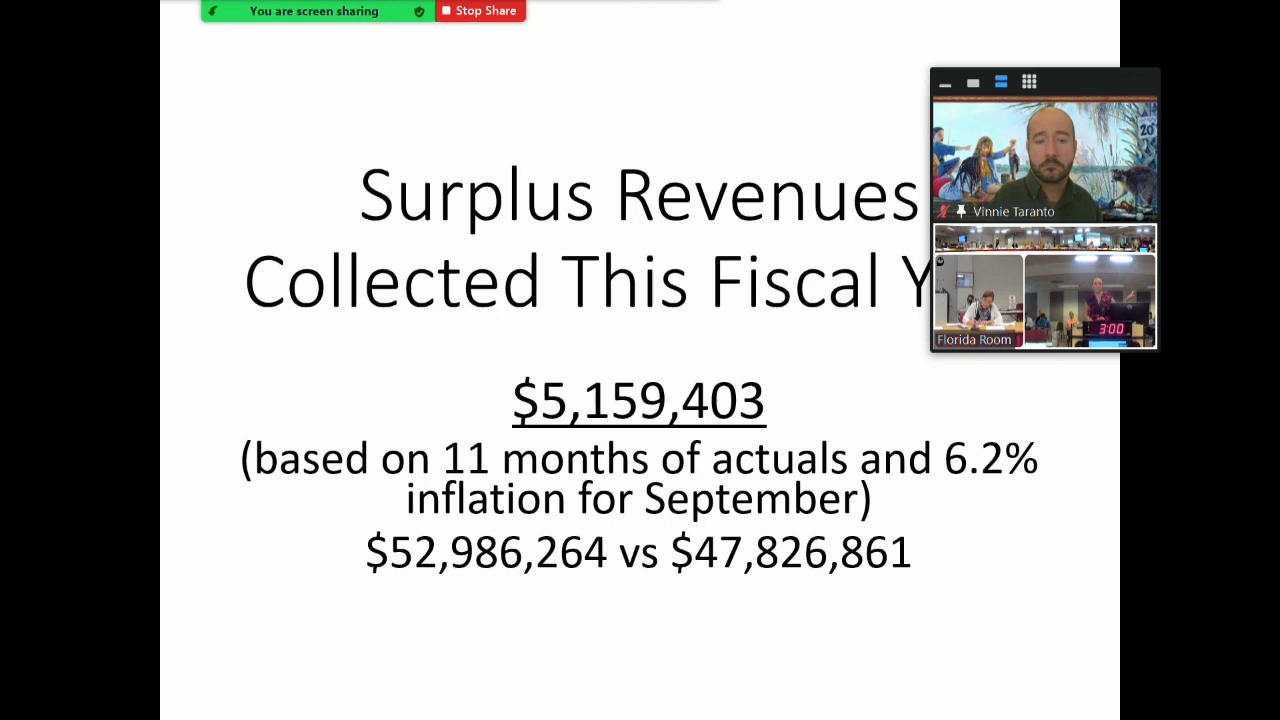 You are screen sharing
Stop Share
Surplus Revenues
Collected This Fiscal Y
$5,159,403
(based on 11 months of actuals and 6.2%
inflation for September)
$52,986,264 vs $47,826,861
20
Vinnie Taranto
3:00
Florida Room